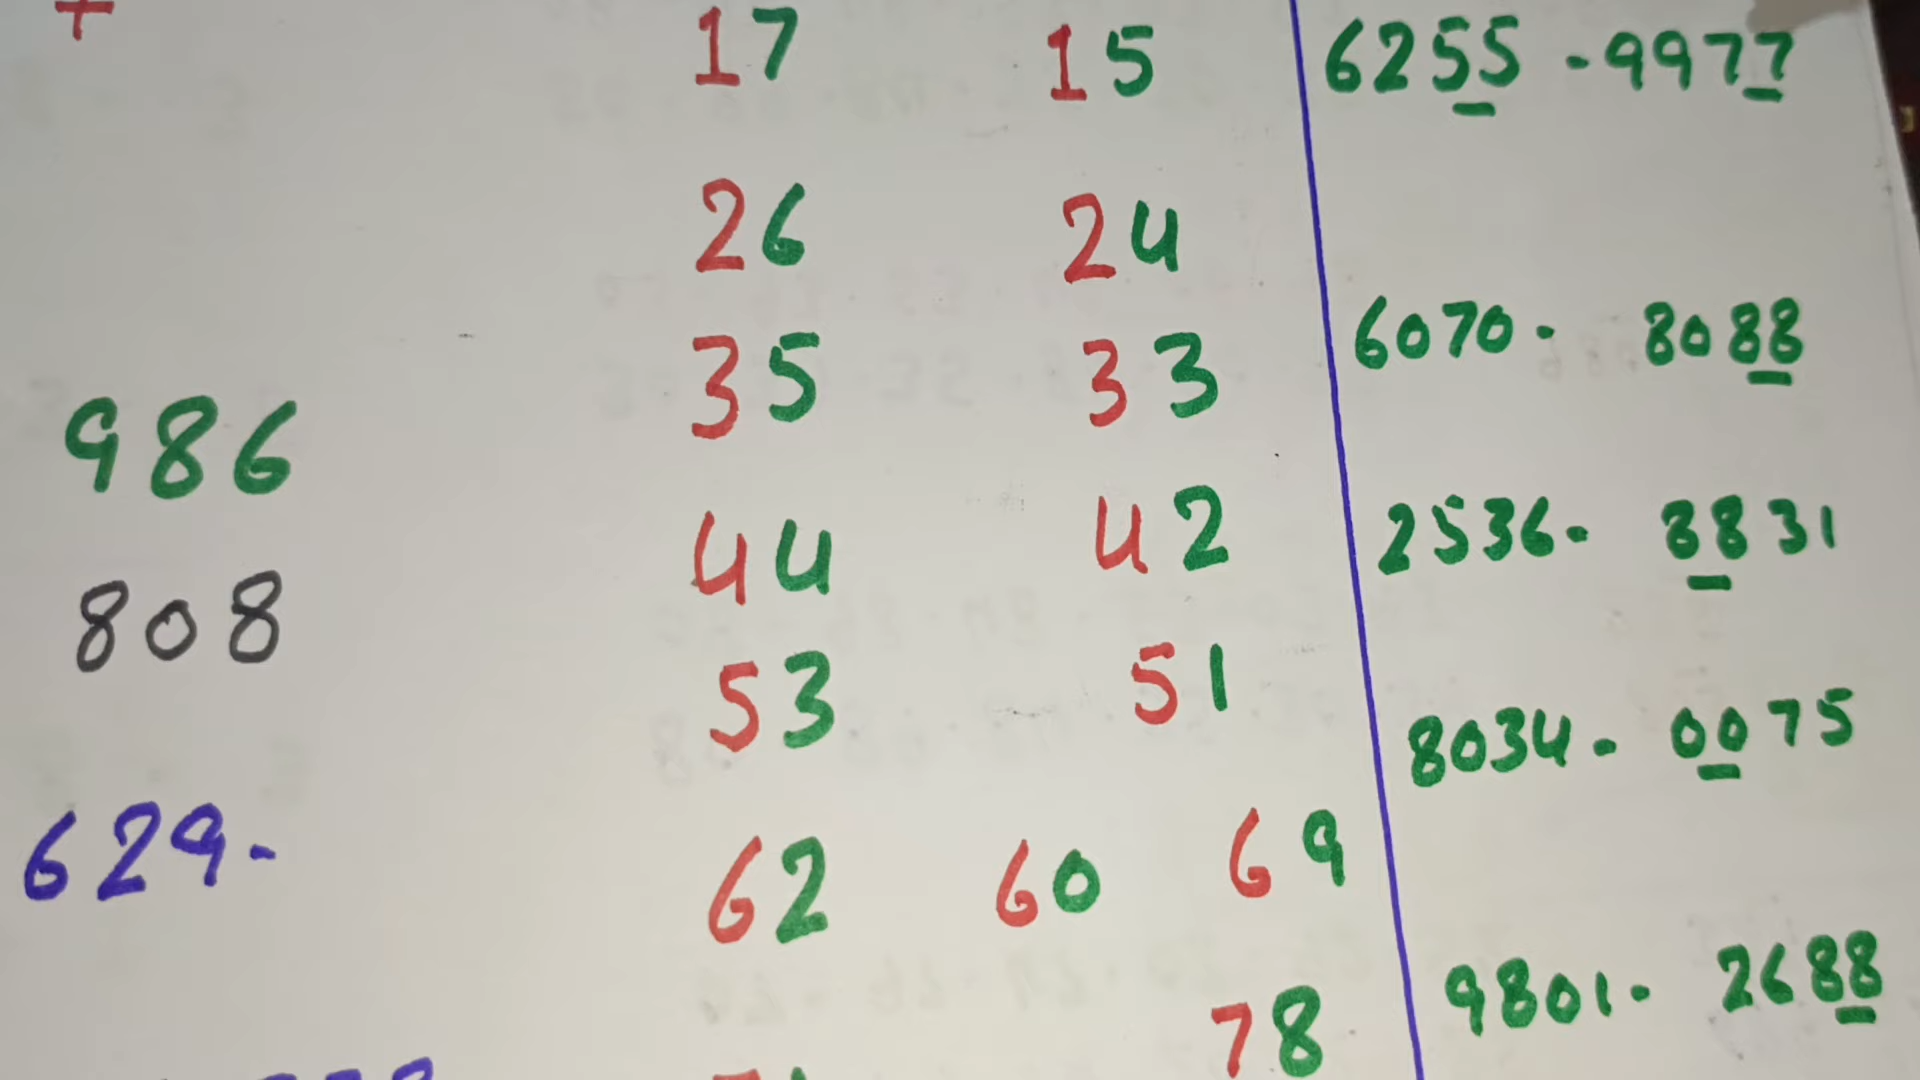 +
17 15 6255 - 9977
26 24
35 33 6070 - 8088
986
44 42 2536 - 8831
808
53 51 8034 - 0075
629 -
62 60 69
78 9801 - 2688